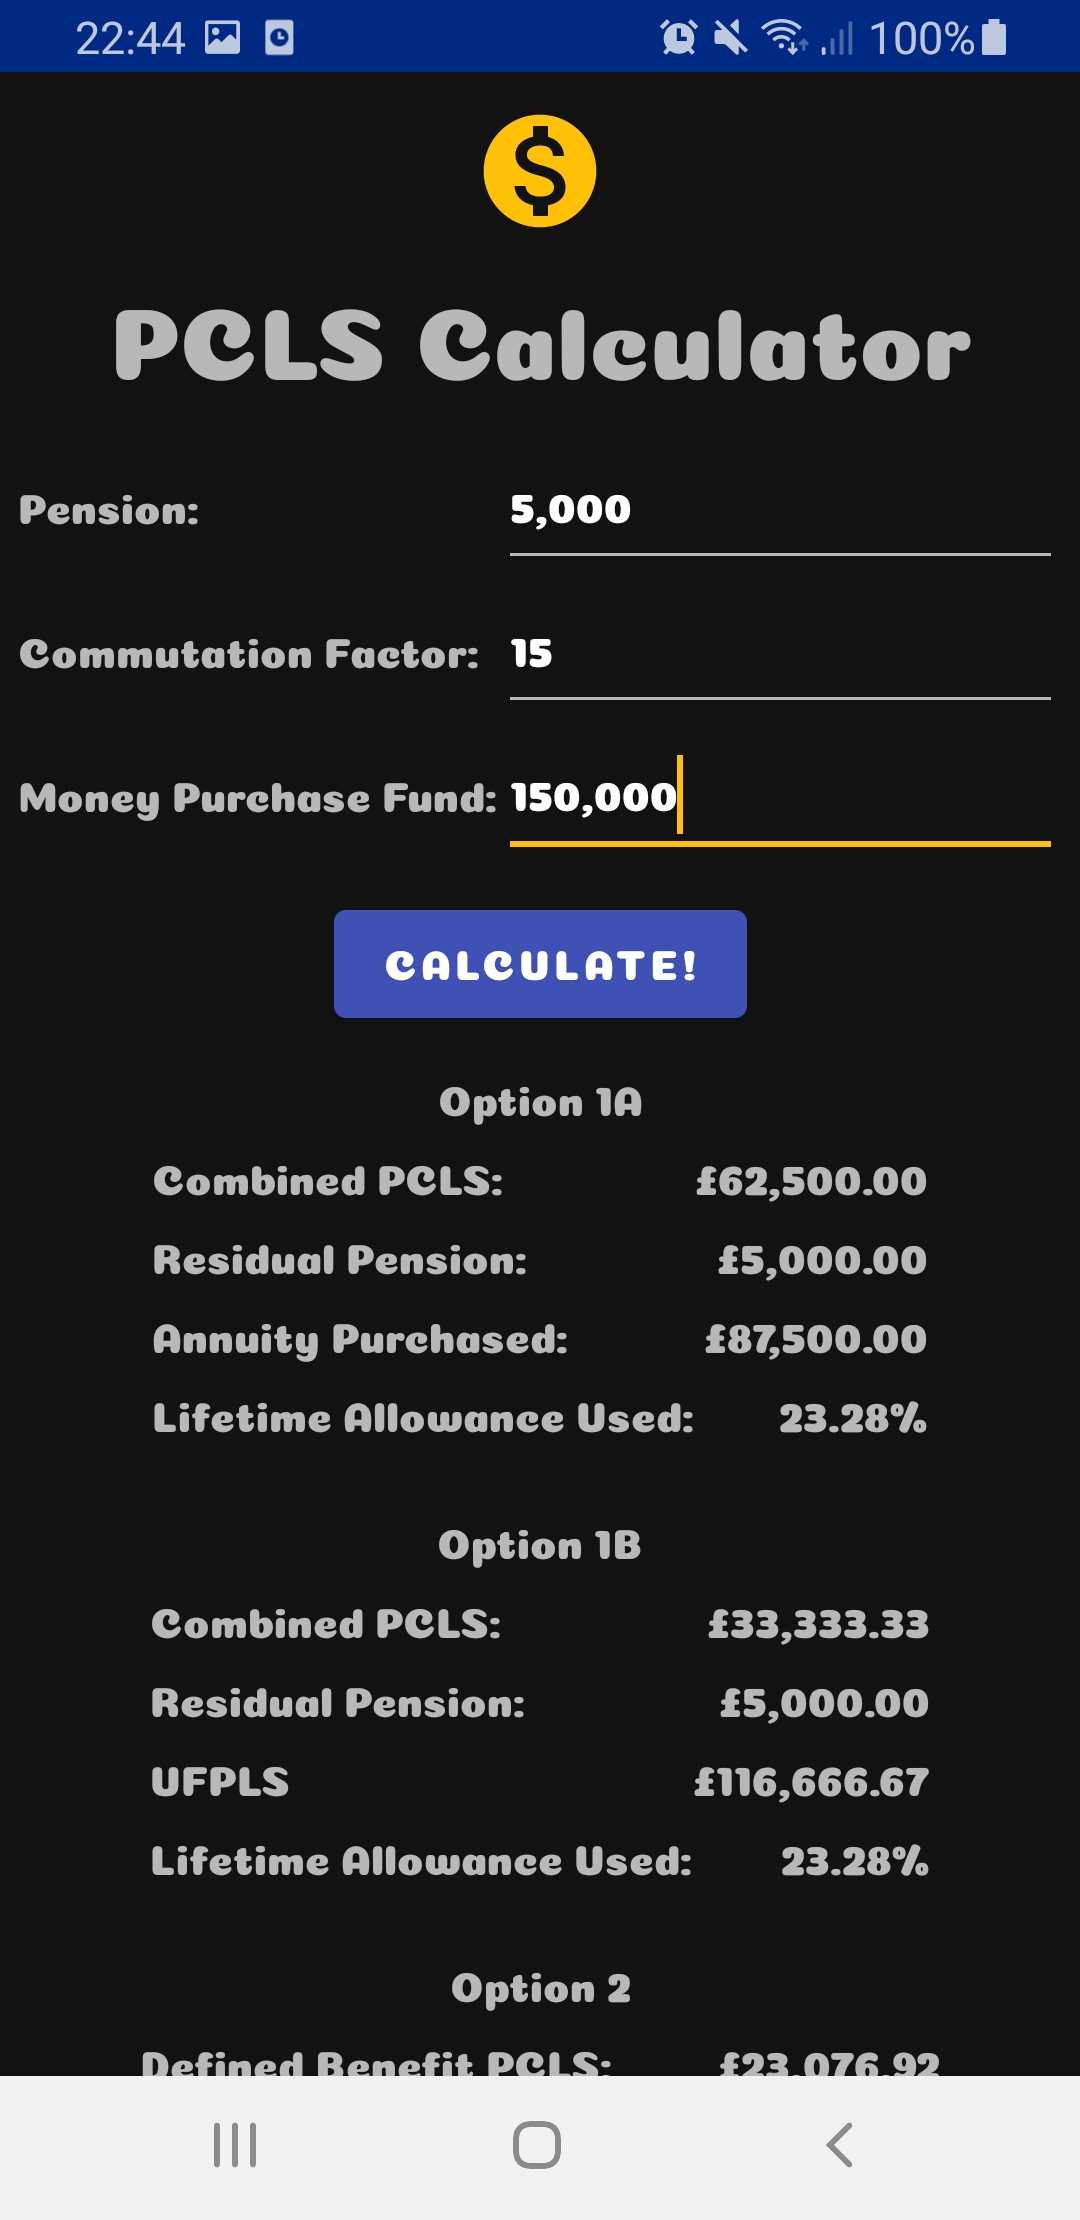 22:44 100%
$
PCLS Calculator
Pension: 5,000
Commutation Factor: 15
Money Purchase Fund: 150,000
CALCULATE!
Option 1A
Combined PCLS: £62,500.00
Residual Pension: £5,000.00
Annuity Purchased: £87,500.00
Lifetime Allowance Used: 23.28%
Option 1B
Combined PCLS: £33,333.33
Residual Pension: £5,000.00
UFPLS £116,666.67
Lifetime Allowance Used: 23.28%
Option 2
Defined Benefit PCLS: £23,076.92